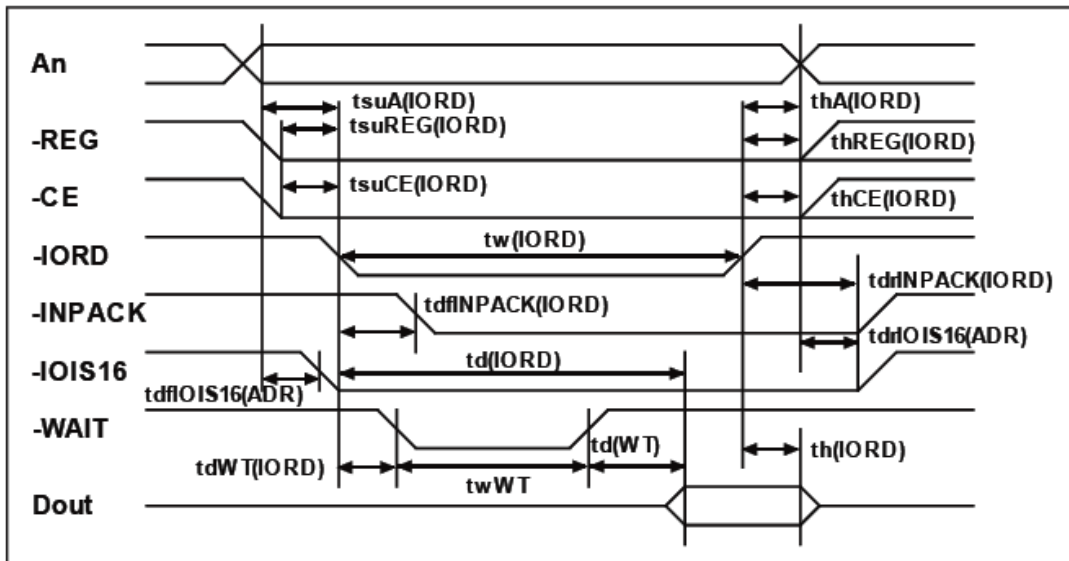 An
tsuA(IORD)
thA(IORD)
-REG
tsuREG(IORD)
thREG(IORD)
-CE
tsuCE(IORD)
thCE(IORD)
-IORD
tw(IORD)
-INPACK
tdfINPACK(IORD)
tdrINPACK(IORD)
-IOIS16
td(IORD)
tdrIOIS16(ADR)
tdfIOIS16(ADR)
-WAIT
tdWT(IORD)
td(WT)
th(IORD)
twWT
Dout